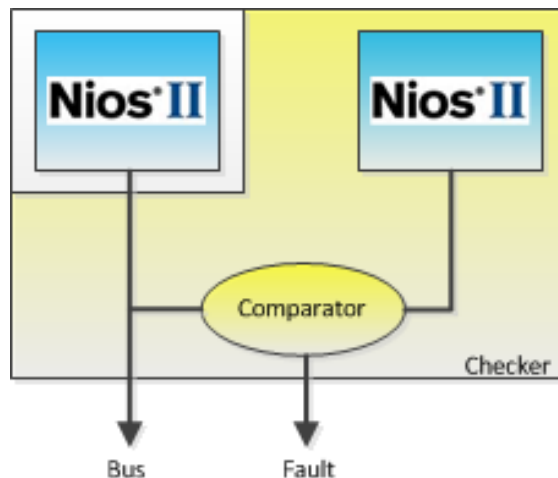 Nios® II
Nios® II
Comparator
Checker
Bus
Fault